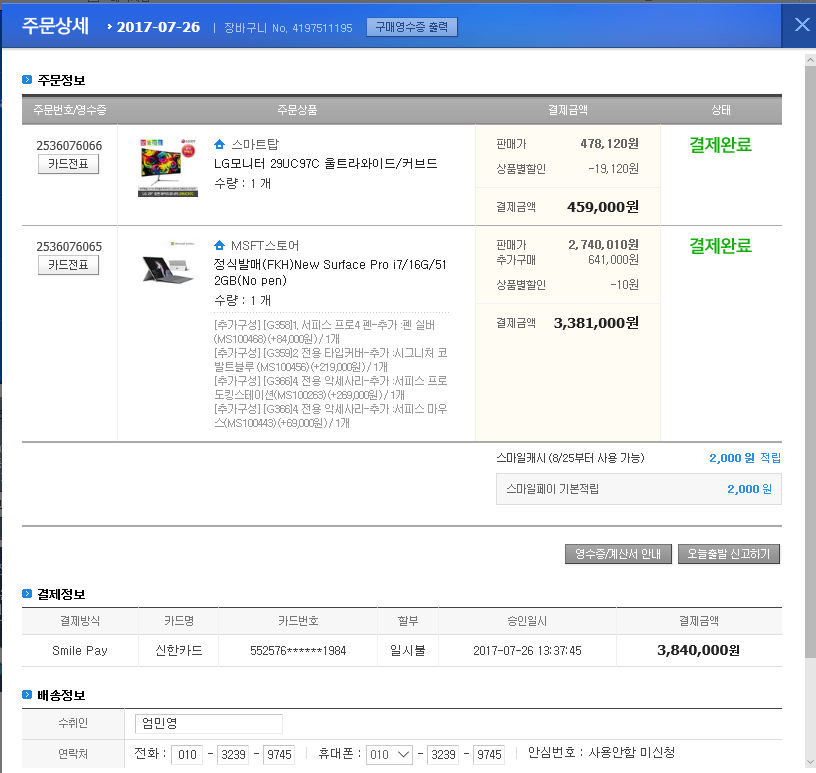 주문상세 2017-07-26 | 장바구니 No. 4197511195 구매영수증 출력
주문정보
주문번호/영수증 주문상품 결제금액 상태
2536076066
카드전표
스마트탑
LG모니터 29UC97C 울트라와이드/커브드
수량 : 1 개
판매가 478,120원
상품별할인 -19,120원
결제금액 459,000원
결제완료
2536076065
카드전표
MSFT스토어
정식발매(FKH)New Surface Pro i7/16G/51
2GB(No pen)
수량 : 1 개
[추가구성] [G358]1. 서피스 프로4 펜-추가 :펜 실버
(MS100468)(+84,000원) / 1개
[추가구성] [G359]2. 전용 타입커버-추가 :시그니처 코
발트블루 (MS100456)(+219,000원) / 1개
[추가구성] [G366]4. 전용 악세사리-추가 :서피스 프로
도킹스테이션(MS100263)(+269,000원) / 1개
[추가구성] [G366]4. 전용 악세사리-추가 :서피스 마우
스(MS100443)(+69,000원) / 1개
판매가 2,740,010원
추가구매 641,000원
상품별할인 -10원
결제금액 3,381,000원
결제완료
스마일캐시 (8/25부터 사용 가능) 2,000 원 적립
스마일페이 기본적립 2,000 원
영수증/계산서 안내 오늘출발 신고하기
결제정보
결제방식 카드명 카드번호 할부 승인일시 결제금액
Smile Pay 신한카드 552576******1984 일시불 2017-07-26 13:37:45 3,840,000원
배송정보
수취인 엄민영
연락처 전화 : 010 - 3239 - 9745 | 휴대폰 : 010 - 3239 - 9745 | 안심번호 : 사용안함 미신청